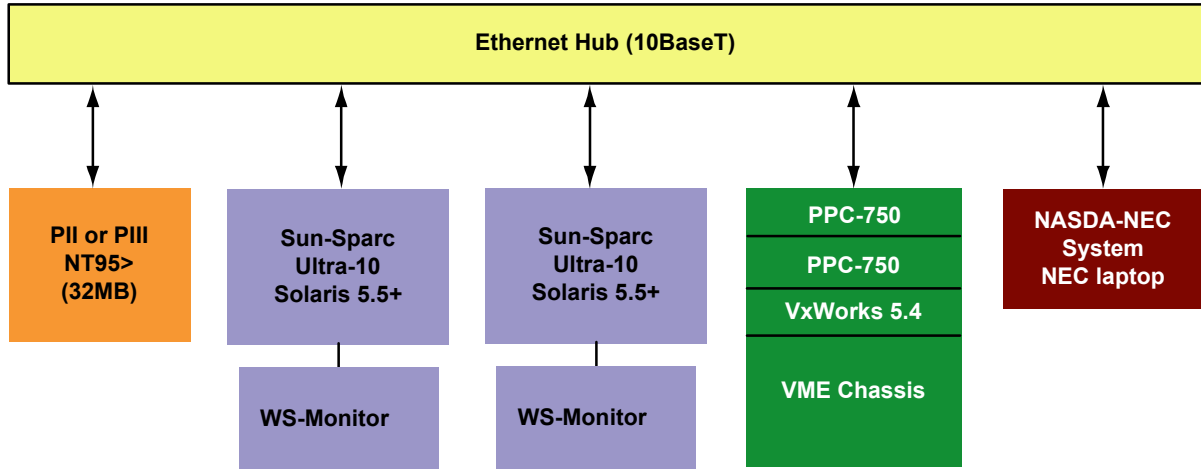 Ethernet Hub (10BaseT)
PII or PIII
NT95>
(32MB)
Sun-Sparc
Ultra-10
Solaris 5.5+
WS-Monitor
Sun-Sparc
Ultra-10
Solaris 5.5+
WS-Monitor
PPC-750
PPC-750
VxWorks 5.4
VME Chassis
NASDA-NEC
System
NEC laptop